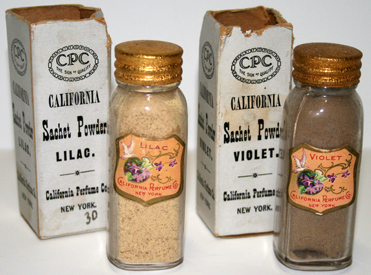 CPC
CALIFORNIA
Sachet Powder
LILAC.
California Perfume Co
NEW YORK.
30
LILAC
CALIFORNIA PERFUME CO.
NEW YORK
CPC
CALIFORNIA
Sachet Powder
VIOLET.
California Perfume
NEW YORK.
VIOLET
CALIFORNIA PERFUME CO.
NEW YORK